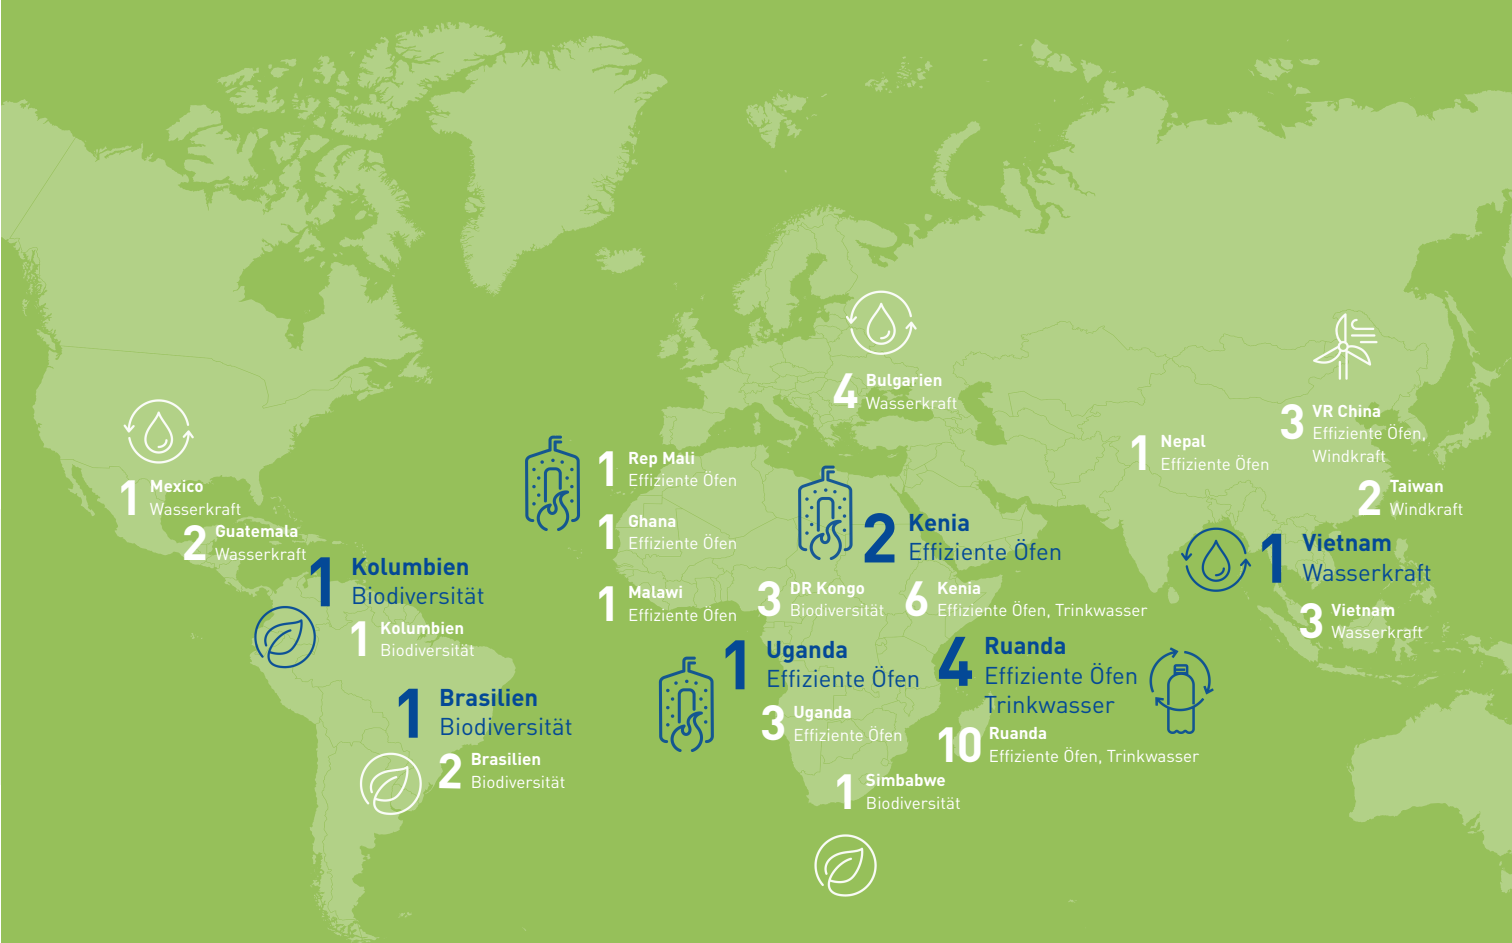 4 Bulgarien
Wasserkraft
1 Mexico
Wasserkraft
2 Guatemala
Wasserkraft
1 Kolumbien
Biodiversität
1 Kolumbien
Biodiversität
1 Brasilien
Biodiversität
2 Brasilien
Biodiversität
1 Rep Mali
Effiziente Öfen
1 Ghana
Effiziente Öfen
1 Malawi
Effiziente Öfen
2 Kenia
Effiziente Öfen
3 DR Kongo
Biodiversität
6 Kenia
Effiziente Öfen, Trinkwasser
1 Uganda
Effiziente Öfen
3 Uganda
Effiziente Öfen
4 Ruanda
Effiziente Öfen
Trinkwasser
10 Ruanda
Effiziente Öfen, Trinkwasser
1 Simbabwe
Biodiversität
1 Nepal
Effiziente Öfen
3 VR China
Effiziente Öfen,
Windkraft
2 Taiwan
Windkraft
1 Vietnam
Wasserkraft
3 Vietnam
Wasserkraft